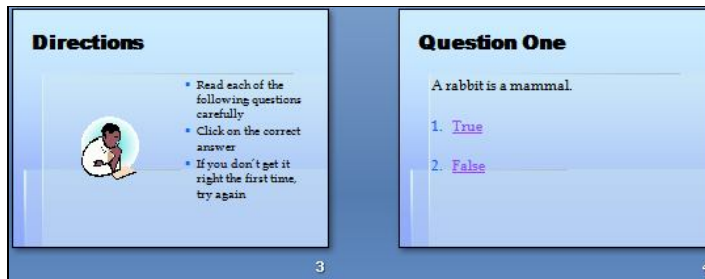 Directions
Read each of the
following questions
carefully
Click on the correct
answer
If you don't get it
right the first time,
try again
3
Question One
A rabbit is a mammal.
1. True
2. False